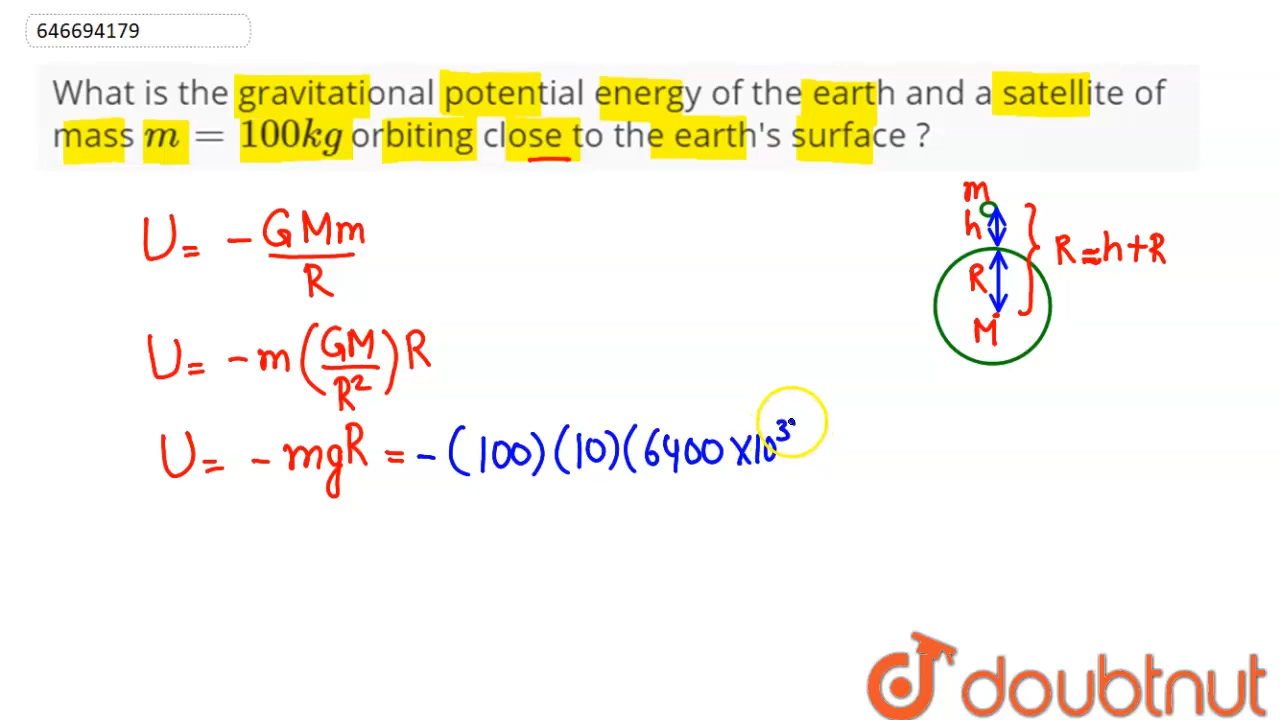 646694179
What is the gravitational potential energy of the earth and a satellite of
mass m = 100kg orbiting close to the earth's surface ?
U = - GMm / R
U = - m (GM / R²) R
U = - mgR = - (100) (10) (6400 × 10³
m
h
R
M
R = h + R
doubtnut